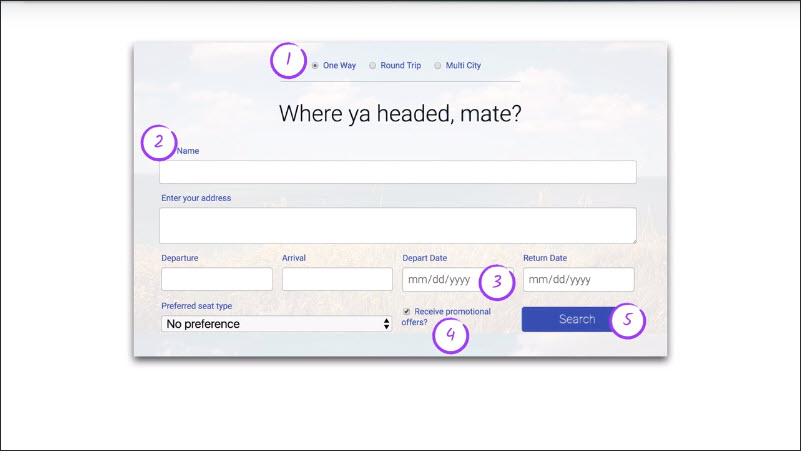 1
One Way Round Trip Multi City
Where ya headed, mate?
2
Name
Enter your address
Departure Arrival Depart Date Return Date
mm/dd/yyyy 3 mm/dd/yyyy
Preferred seat type
No preference
Receive promotional
offers?
4
Search 5